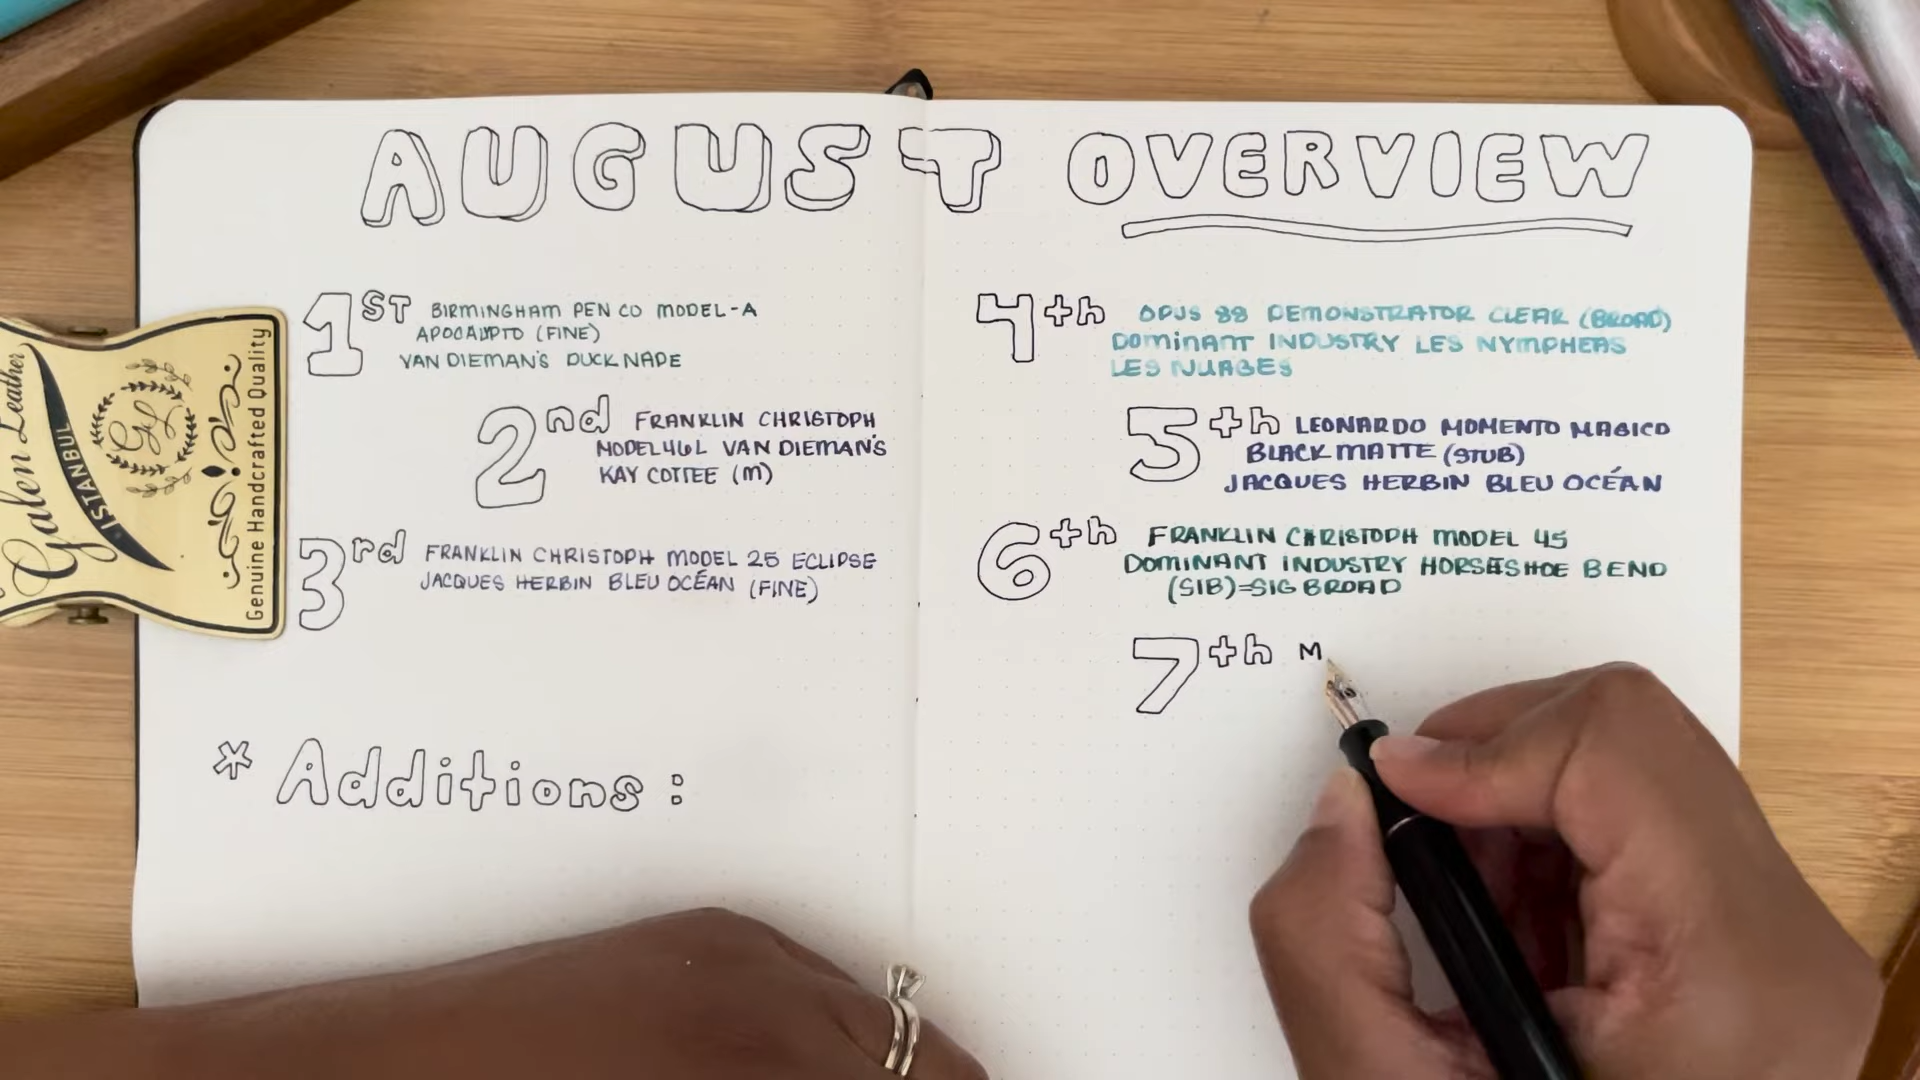 AUGUST OVERVIEW
1ST BIRMINGHAM PEN CO MODEL-A
APOCALYPTO (FINE)
VAN DIEMAN'S DUCK NAPE
2nd FRANKLIN CHRISTOPH
MODEL46L VAN DIEMAN'S
KAY COTTEE (M)
3rd FRANKLIN CHRISTOPH MODEL 25 ECLIPSE
JACQUES HERBIN BLEU OCÉAN (FINE)
* Additions:
4th OPUS 88 DEMONSTRATOR CLEAR (BROAD)
DOMINANT INDUSTRY LES NYMPHEAS
LES NUAGES
5th LEONARDO MOMENTO MAGICO
BLACK MATTE (STUB)
JACQUES HERBIN BLEU OCÉAN
6th FRANKLIN CHRISTOPH MODEL 45
DOMINANT INDUSTRY HORSESHOE BEND
(SIB)=SIG BROAD
7th M
Galen Leather
ISTANBUL
GL
Genuine Handcrafted Quality